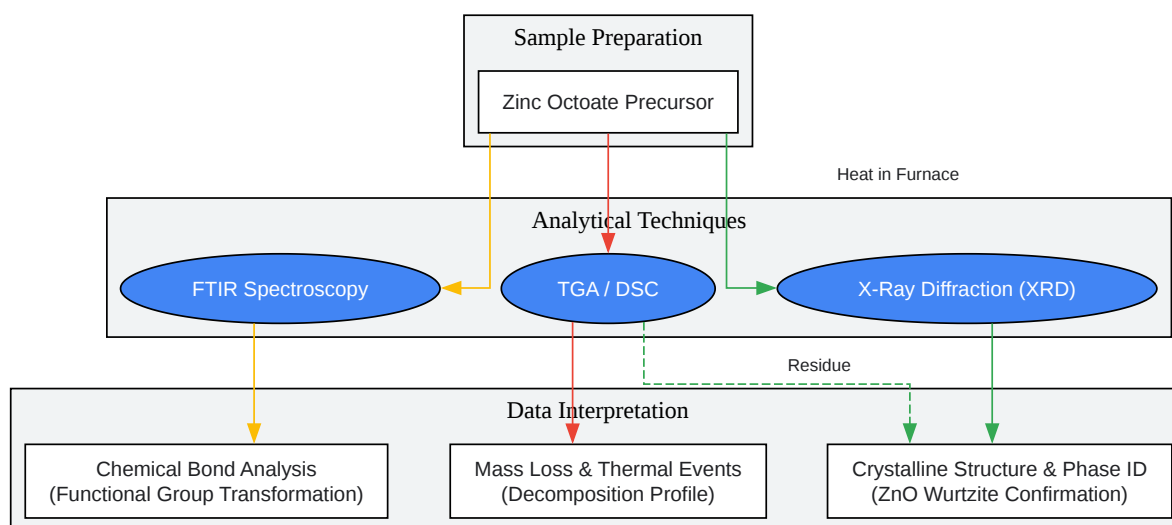 Sample Preparation
Zinc Octoate Precursor
Heat in Furnace
Analytical Techniques
FTIR Spectroscopy
TGA / DSC
X-Ray Diffraction (XRD)
Residue
Data Interpretation
Chemical Bond Analysis
(Functional Group Transformation)
Mass Loss & Thermal Events
(Decomposition Profile)
Crystalline Structure & Phase ID
(ZnO Wurtzite Confirmation)